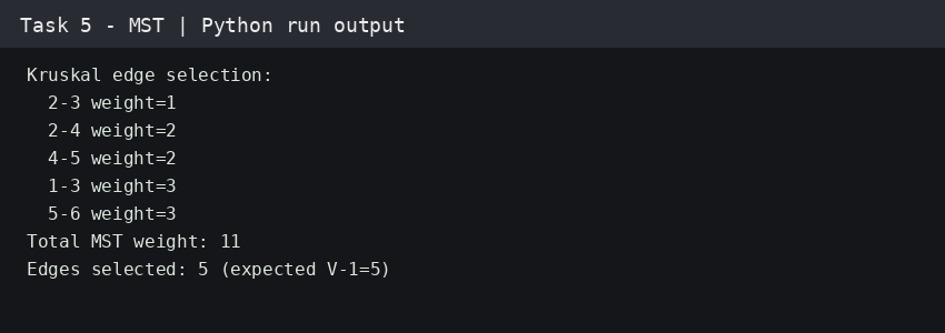 Task 5 - MST | Python run output
Kruskal edge selection:
2-3 weight=1
2-4 weight=2
4-5 weight=2
1-3 weight=3
5-6 weight=3
Total MST weight: 11
Edges selected: 5 (expected V-1=5)